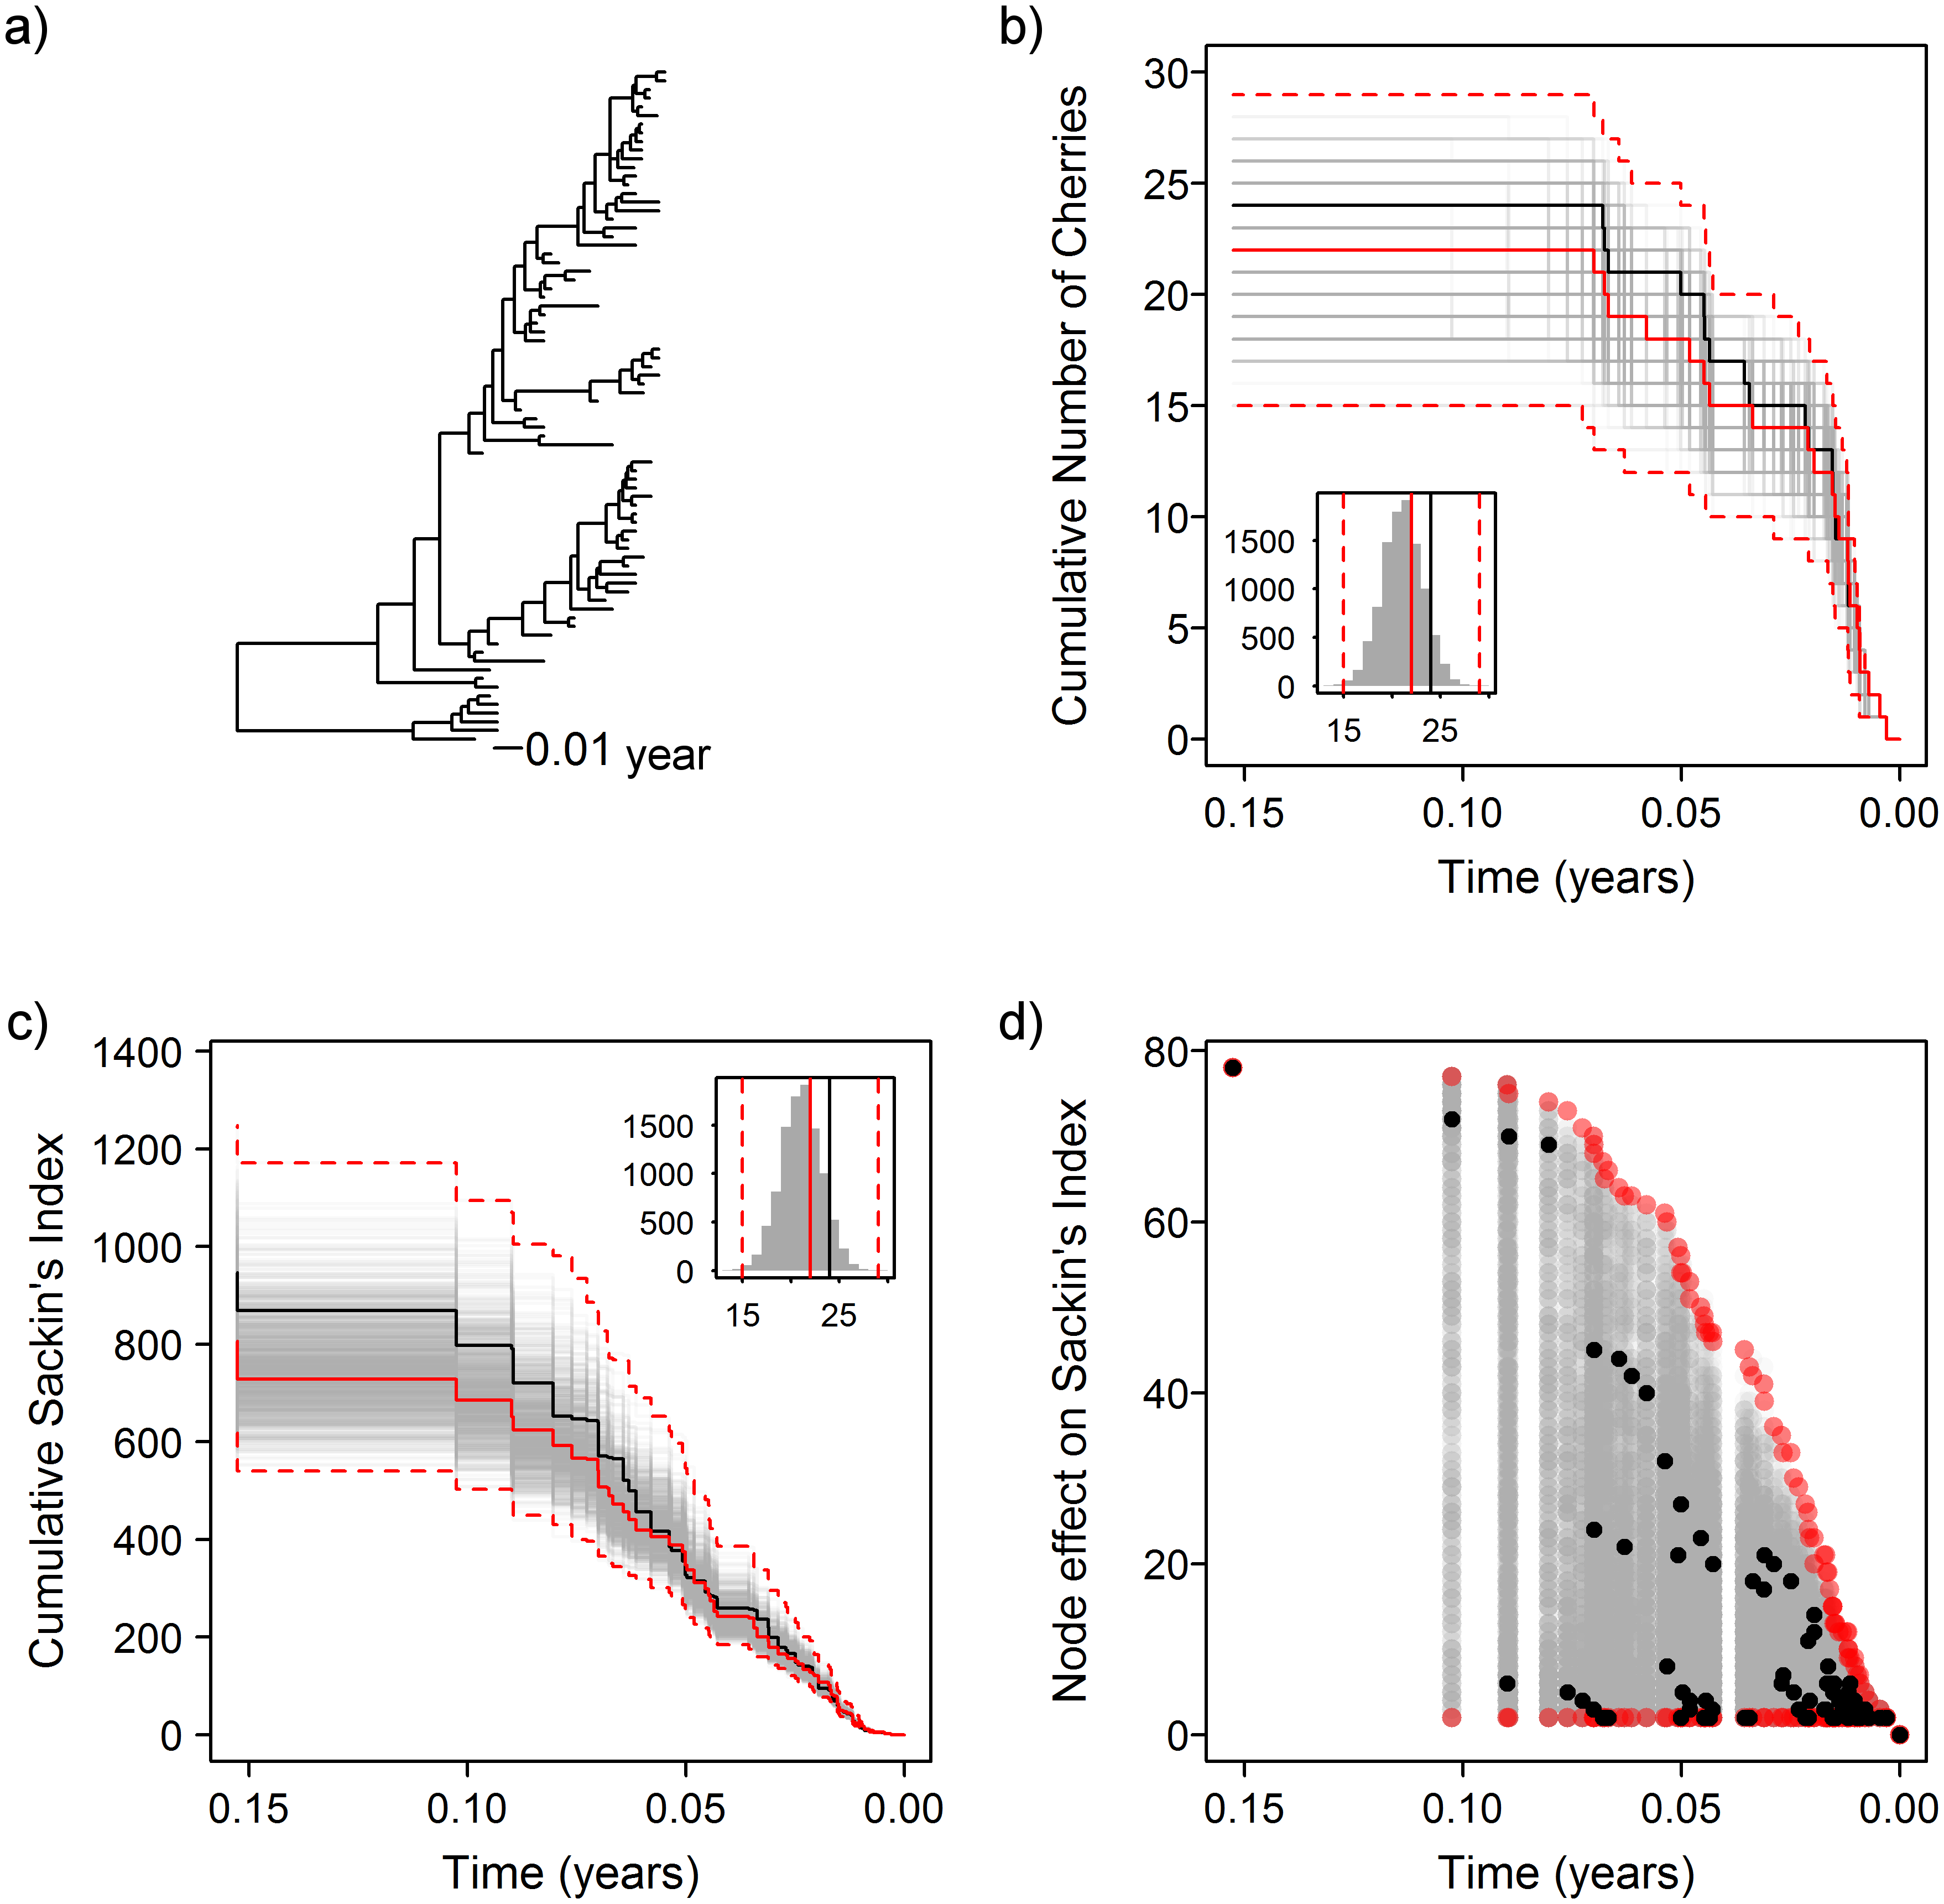 a)
0.01 year
b)
Cumulative Number of Cherries
30
25
20
15
10
5
0
1500
1000
500
0
15 25
0.15 0.10 0.05 0.00
Time (years)
c)
Cumulative Sackin's Index
1400
1200
1000
800
600
400
200
0
1500
1000
500
0
15 25
0.15 0.10 0.05 0.00
Time (years)
d)
Node effect on Sackin's Index
80
60
40
20
0
0.15 0.10 0.05 0.00
Time (years)